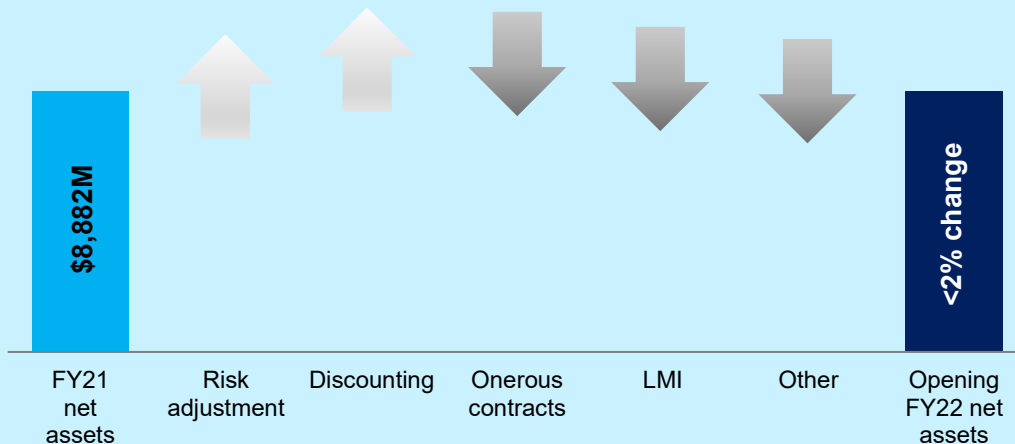 $8,882M
<2% change
FY21
net
assets
Risk
adjustment
Discounting
Onerous
contracts
LMI
Other
Opening
FY22 net
assets